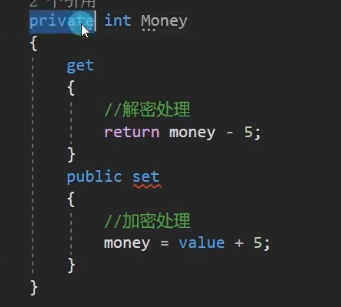 2 个引用
private int Money
{
get
{
//解密处理
return money - 5;
}
public set
{
//加密处理
money = value + 5;
}
}